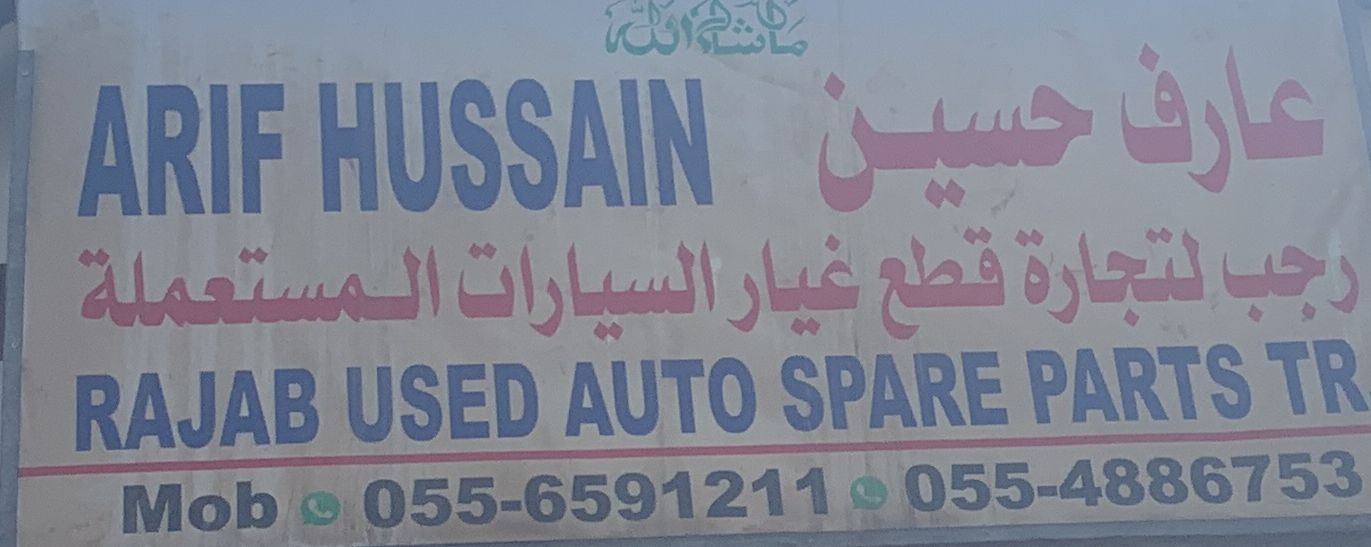 ماشاء الله
ARIF HUSSAIN عارف حسين
رجب لتجارة قطع غيار السيارات المستعملة
RAJAB USED AUTO SPARE PARTS TR
Mob 055-6591211 055-4886753